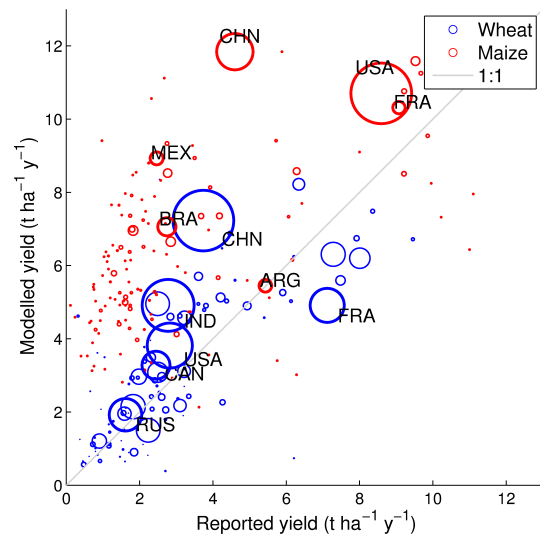 CHN
Wheat
Maize
1:1
USA
FRA
MEX
BRA
CHN
ARG
IND
FRA
USA
CAN
RUS
12
10
8
6
4
2
0
0 2 4 6 8 10 12
Modelled yield (t ha⁻¹ y⁻¹)
Reported yield (t ha⁻¹ y⁻¹)